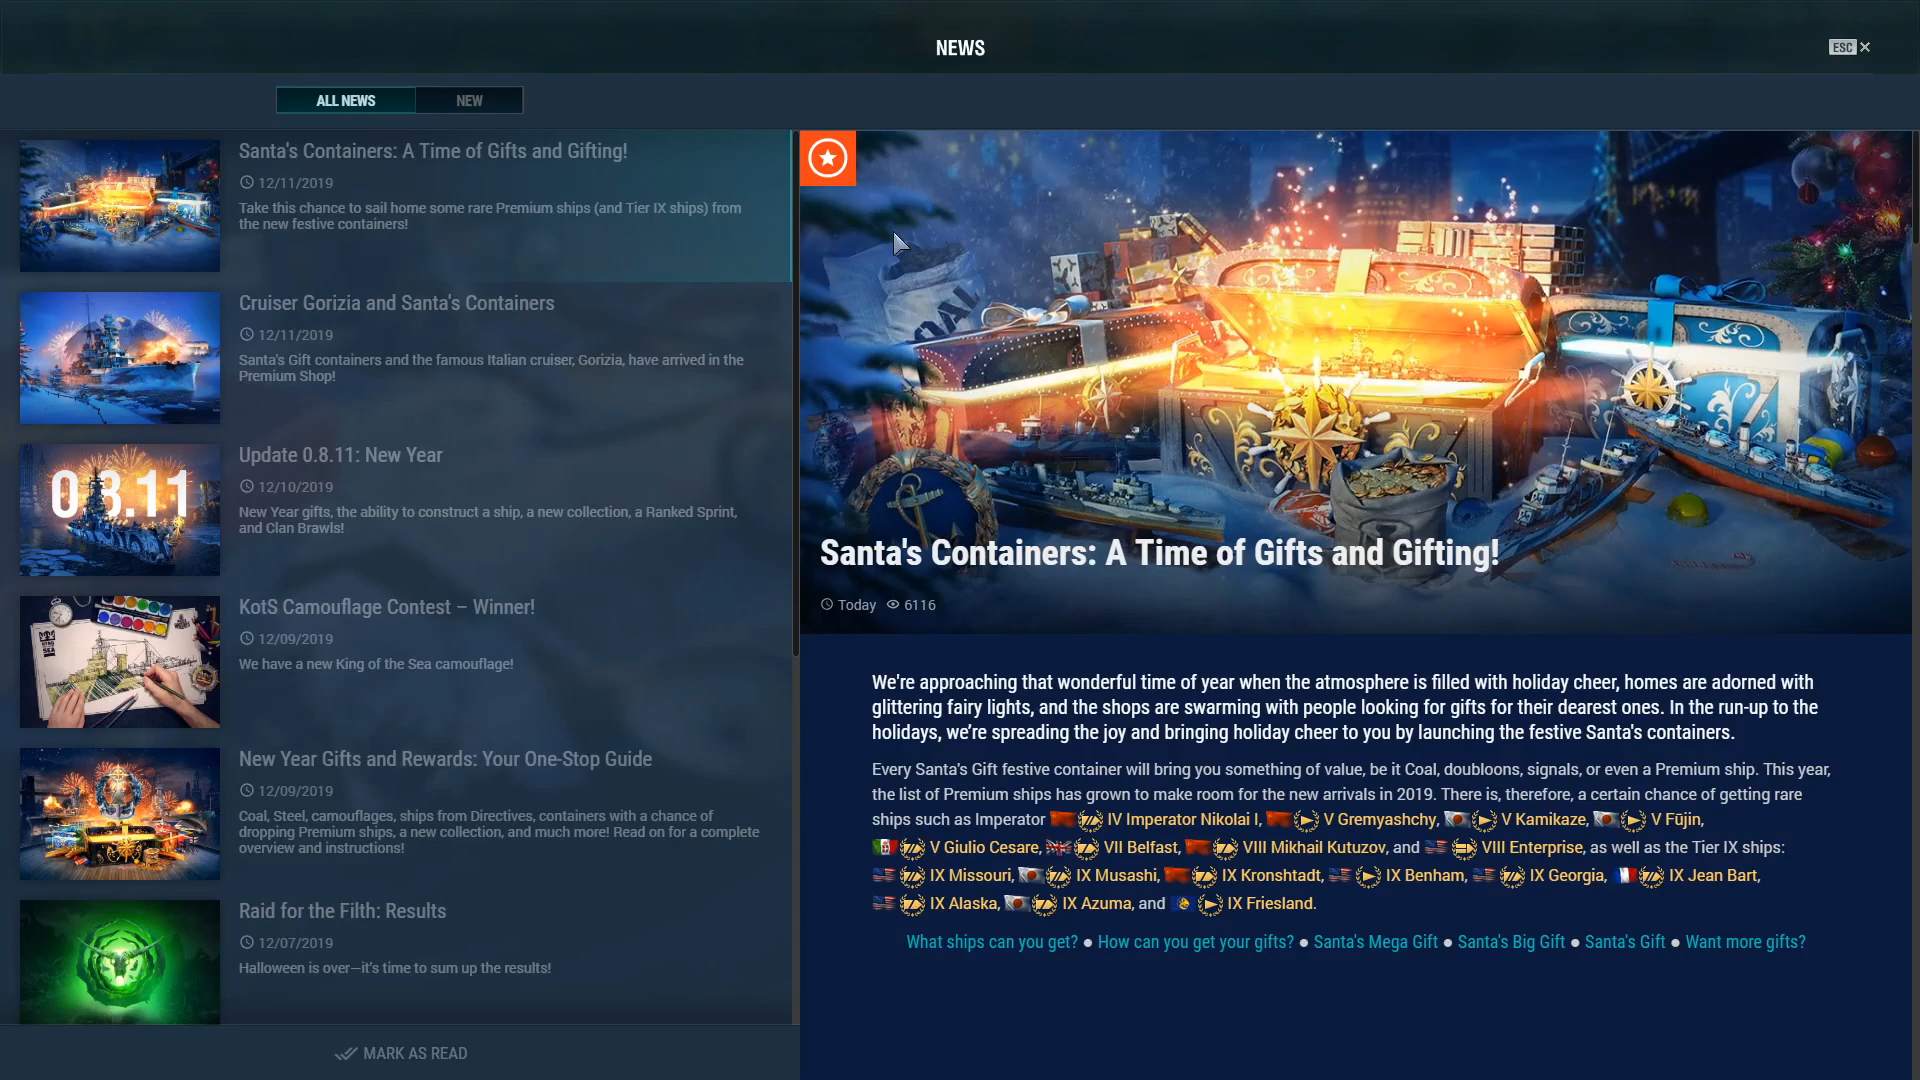 NEWS
ESC
ALL NEWS
NEW
Santa's Containers: A Time of Gifts and Gifting!
12/11/2019
Take this chance to sail home some rare Premium ships (and Tier IX ships) from
the new festive containers!
Cruiser Gorizia and Santa's Containers
12/11/2019
Santa's Gift containers and the famous Italian cruiser, Gorizia, have arrived in the
Premium Shop!
0.8.11
Update 0.8.11: New Year
12/10/2019
New Year gifts, the ability to construct a ship, a new collection, a Ranked Sprint,
and Clan Brawls!
KotS Camouflage Contest – Winner!
12/09/2019
We have a new King of the Sea camouflage!
New Year Gifts and Rewards: Your One-Stop Guide
12/09/2019
Coal, Steel, camouflages, ships from Directives, containers with a chance of
dropping Premium ships, a new collection, and much more! Read on for a complete
overview and instructions!
Raid for the Filth: Results
12/07/2019
Halloween is over—it's time to sum up the results!
MARK AS READ
COAL
Santa's Containers: A Time of Gifts and Gifting!
Today 6116
We're approaching that wonderful time of year when the atmosphere is filled with holiday cheer, homes are adorned with
glittering fairy lights, and the shops are swarming with people looking for gifts for their dearest ones. In the run-up to the
holidays, we’re spreading the joy and bringing holiday cheer to you by launching the festive Santa's containers.
Every Santa's Gift festive container will bring you something of value, be it Coal, doubloons, signals, or even a Premium ship. This year,
the list of Premium ships has grown to make room for the new arrivals in 2019. There is, therefore, a certain chance of getting rare
ships such as Imperator IV Imperator Nikolai I, V Gremyashchy, V Kamikaze, V Fūjin,
V Giulio Cesare, VII Belfast, VIII Mikhail Kutuzov, and VIII Enterprise, as well as the Tier IX ships:
IX Missouri, IX Musashi, IX Kronshtadt, IX Benham, IX Georgia, IX Jean Bart,
IX Alaska, IX Azuma, and IX Friesland.
What ships can you get? ● How can you get your gifts? ● Santa's Mega Gift ● Santa's Big Gift ● Santa's Gift ● Want more gifts?